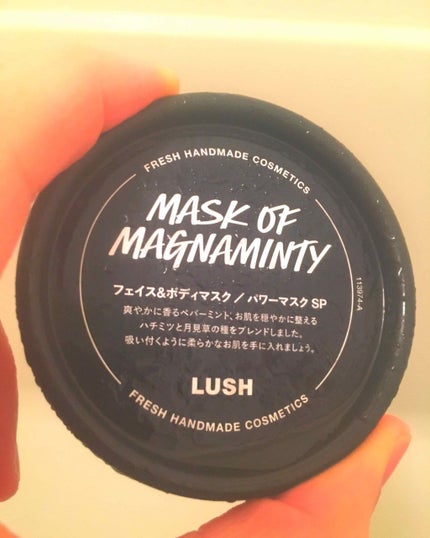 FRESH HANDMADE COSMETICS
MASK OF
MAGNAMINTY
フェイス&ボディマスク / パワーマスク SP
爽やかに香るペパーミント、お肌を穏やかに整える
ハチミツと月見草の種をブレンドしました。
吸い付くように柔らかなお肌を手に入れましょう。
LUSH
FRESH HANDMADE COSMETICS
113974-A